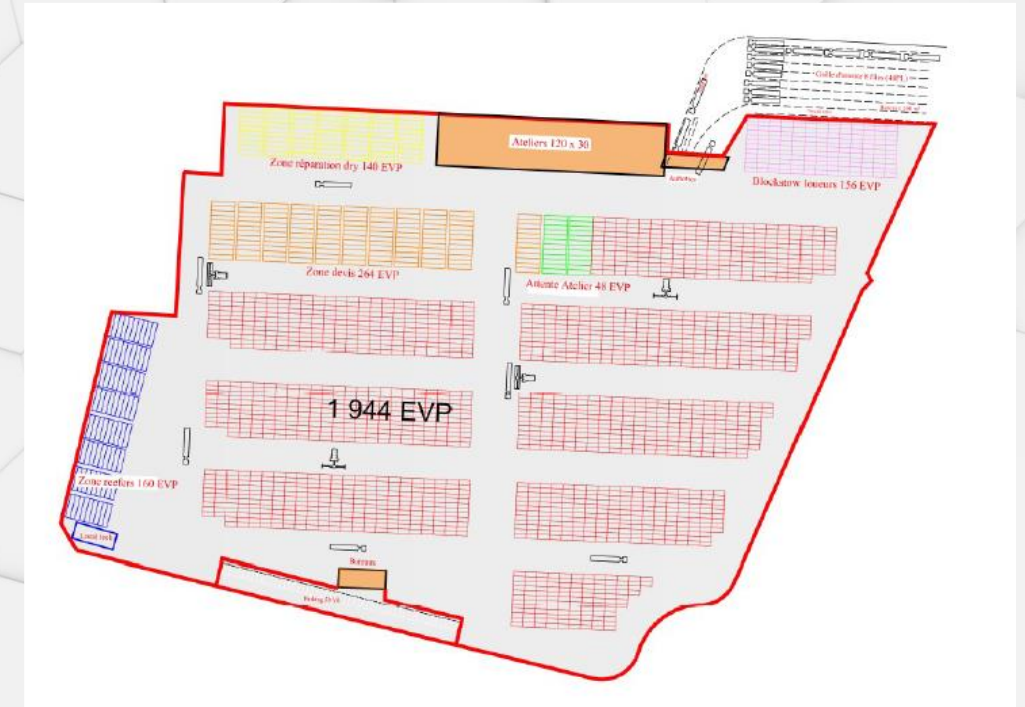 Ateliers 120 x 30
Zone réparation dry 140 EVP
Blockstow loueurs 156 EVP
Zone devis 264 EVP
Attente Atelier 48 EVP
1 944 EVP
Zone reefers 160 EVP
Bureaux